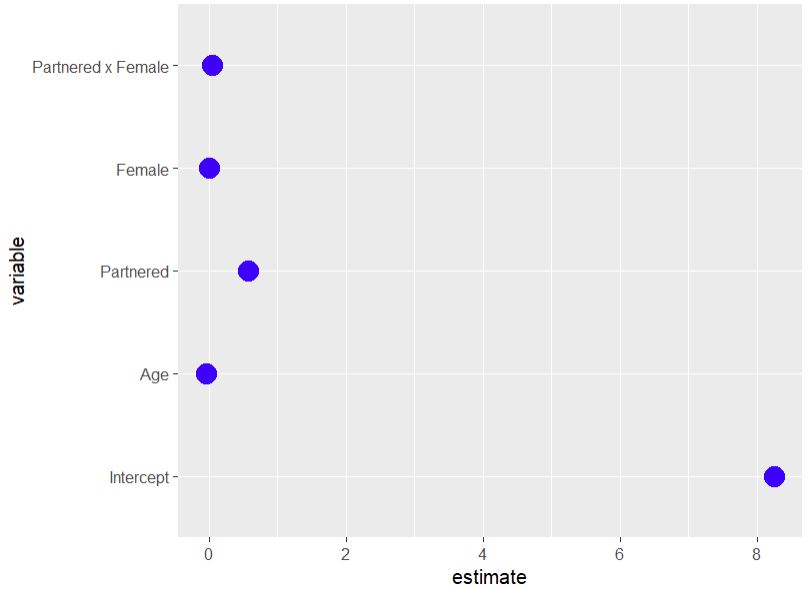 Partnered x Female
Female
Partnered
Age
Intercept
variable
0 2 4 6 8
estimate